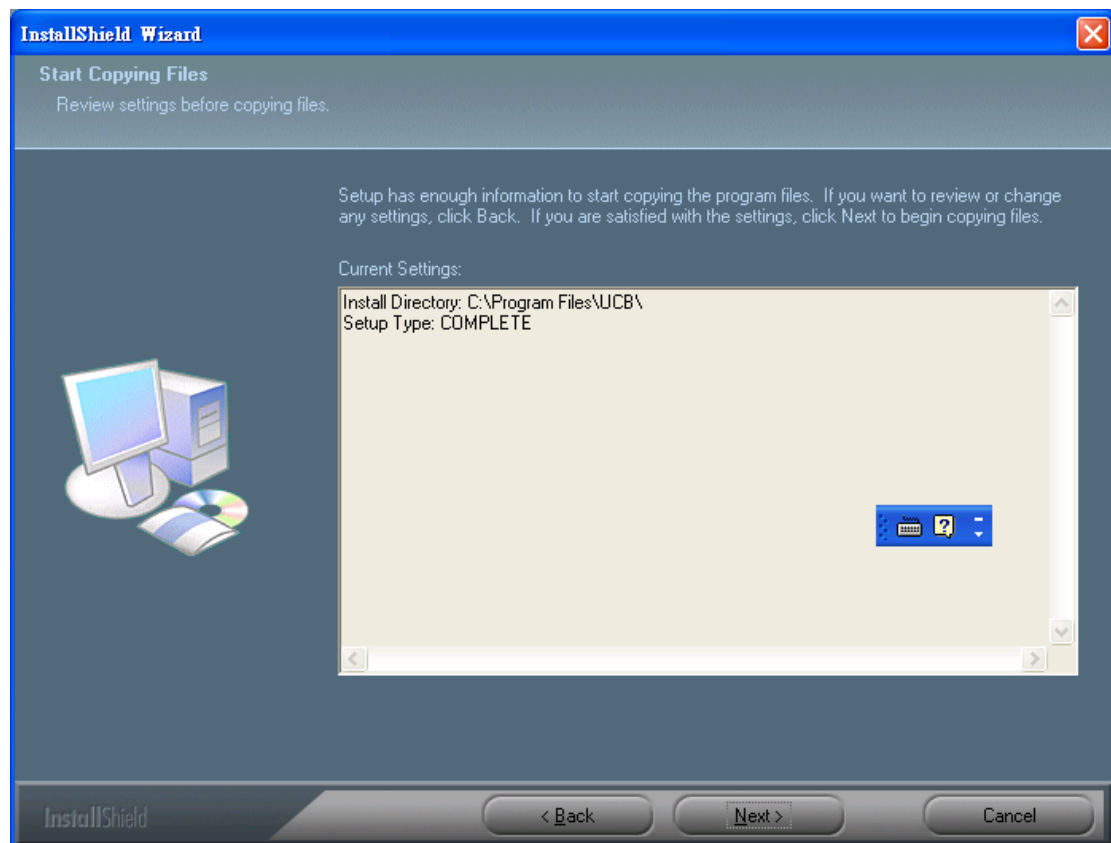 InstallShield Wizard
Start Copying Files
Review settings before copying files.
Setup has enough information to start copying the program files.  If you want to review or change
any settings, click Back.  If you are satisfied with the settings, click Next to begin copying files.
Current Settings:
Install Directory: C:\Program Files\UCB\
Setup Type: COMPLETE
InstallShield
< Back
Next >
Cancel